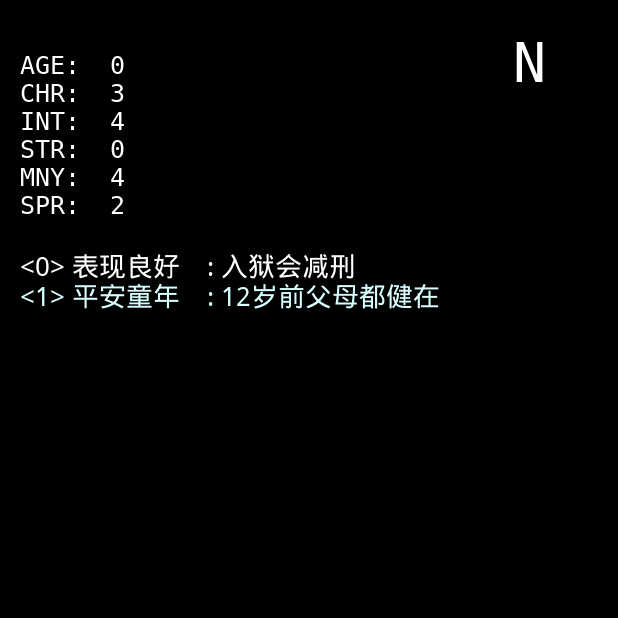 N
AGE: 0
CHR: 3
INT: 4
STR: 0
MNY: 4
SPR: 2
<0> 表现良好 : 入狱会减刑
<1> 平安童年 : 12岁前父母都健在